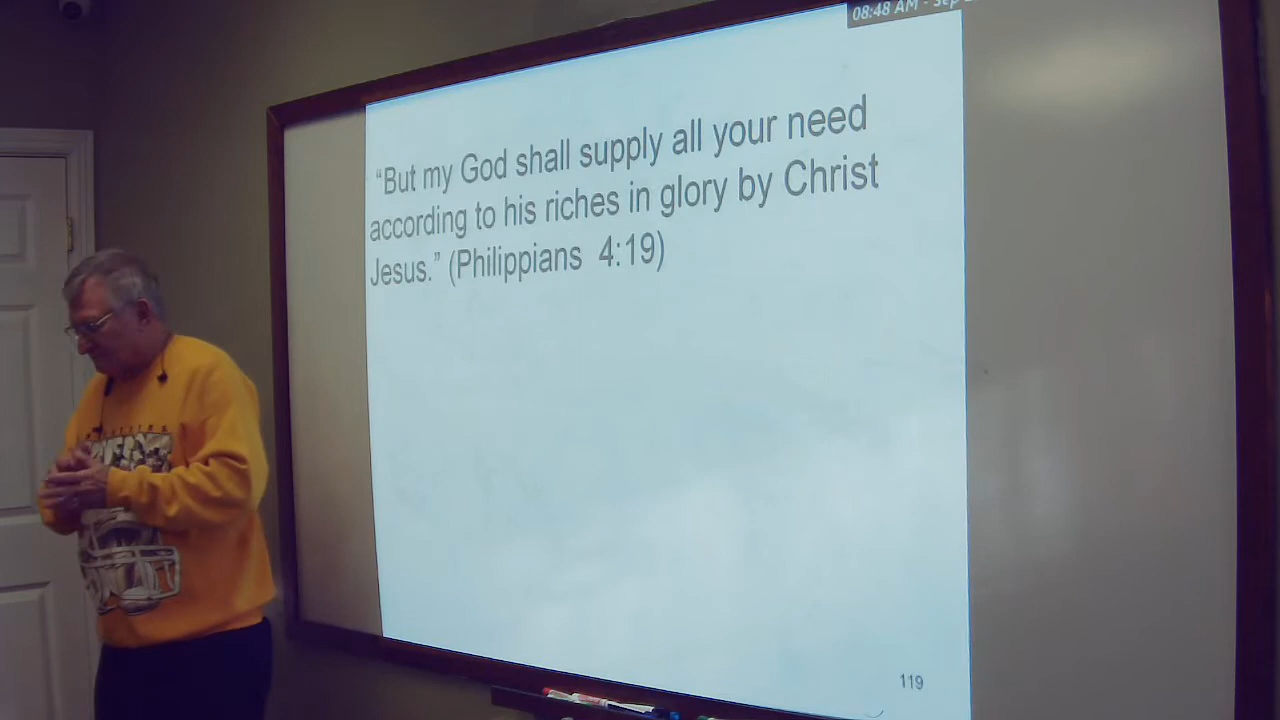 08:48 AM - Sep
“But my God shall supply all your need
according to his riches in glory by Christ
Jesus.” (Philippians 4:19)
119